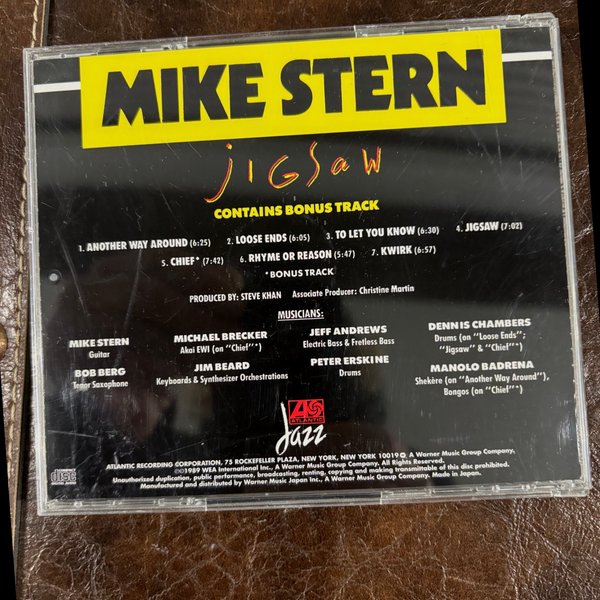 MIKE STERN
JIGSaW
CONTAINS BONUS TRACK
1. ANOTHER WAY AROUND (6:25) 2. LOOSE ENDS (6:05) 3. TO LET YOU KNOW (6:30) 4. JIGSAW (7:02)
5. CHIEF* (7:42) 6. RHYME OR REASON (5:47) 7. KWIRK (6:57)
*BONUS TRACK
PRODUCED BY: STEVE KHAN Associate Producer: Christine Martin
MUSICIANS:
MIKE STERN
Guitar
BOB BERG
Tenor Saxophone
MICHAEL BRECKER
Akai EWI (on "Chief"*)
JIM BEARD
Keyboards & Synthesizer Orchestrations
JEFF ANDREWS
Electric Bass & Fretless Bass
PETER ERSKINE
Drums
DENNIS CHAMBERS
Drums (on "Loose Ends";
"Jigsaw" & "Chief"*)
MANOLO BADRENA
Shekère (on "Another Way Around"),
Bongos (on "Chief"*)
ATLANTIC
Jazz
ATLANTIC RECORDING CORPORATION, 75 ROCKEFELLER PLAZA, NEW YORK, NEW YORK 10019 A Warner Music Group Company,
℗©1989 WEA International Inc., A Warner Music Group Company. All Rights Reserved.
Unauthorized duplication, public performance, broadcasting, renting, copying and making transmittable of this disc prohibited.
Manufactured and distributed by Warner Music Japan inc., A Warner Music Group Company. Made in Japan.
COMPACT
disc
DIGITAL AUDIO